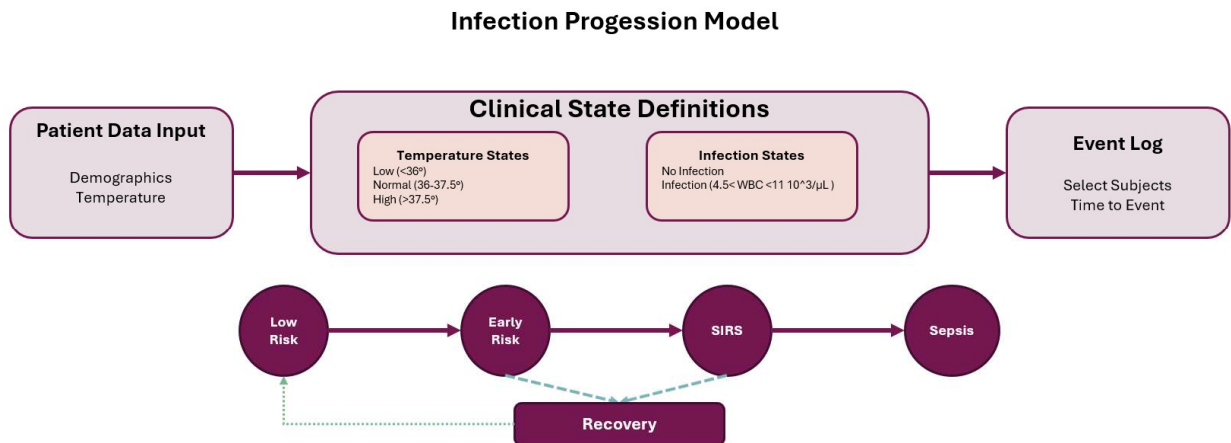 Infection Progession Model
Patient Data Input
Demographics
Temperature
Clinical State Definitions
Temperature States
Low (<36º)
Normal (36-37.5º)
High (>37.5º)
Infection States
No Infection
Infection (4.5< WBC <11 10^3/µL )
Event Log
Select Subjects
Time to Event
Low
Risk
Early
Risk
SIRS
Sepsis
Recovery